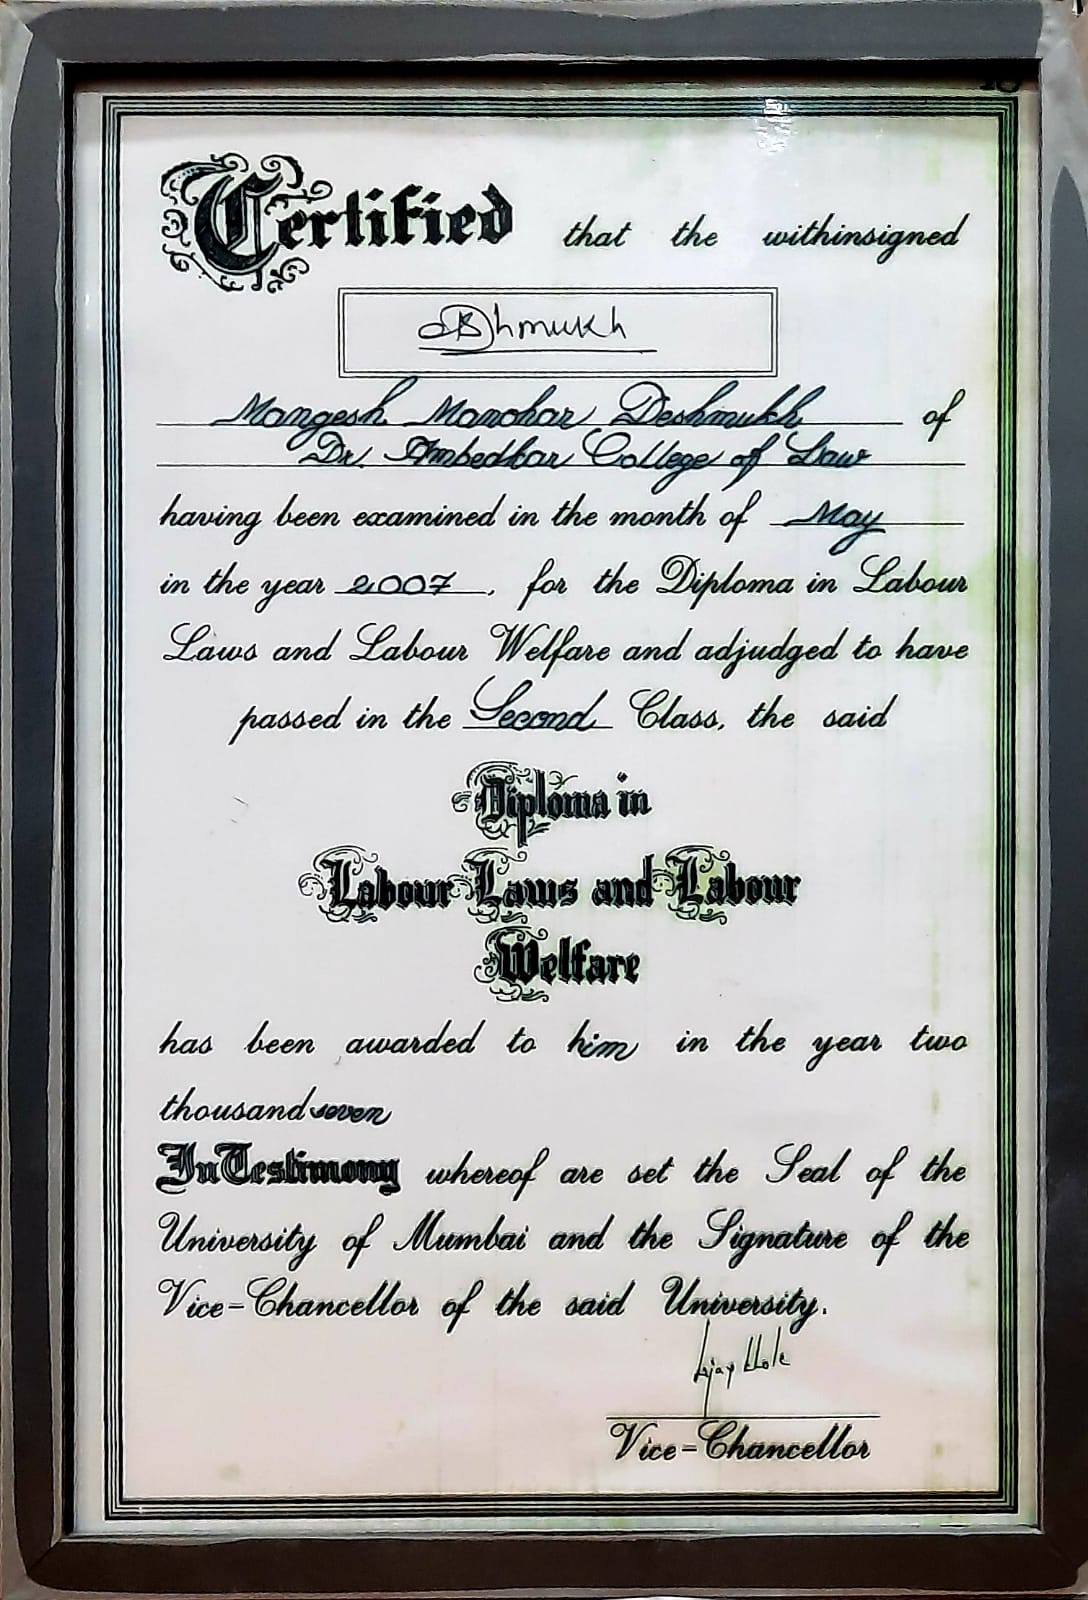 Certified that the withinsigned
Mangesh Manohar Deshmukh of
Dr. Ambedkar College of Law
having been examined in the month of May
in the year 2007, for the Diploma in Labour
Laws and Labour Welfare and adjudged to have
passed in the Second Class, the said
Diploma in
Labour Laws and Labour
Welfare
has been awarded to him in the year two
thousand seven
In Testimony whereof are set the Seal of the
University of Mumbai and the Signature of the
Vice-Chancellor of the said University.
Vice-Chancellor